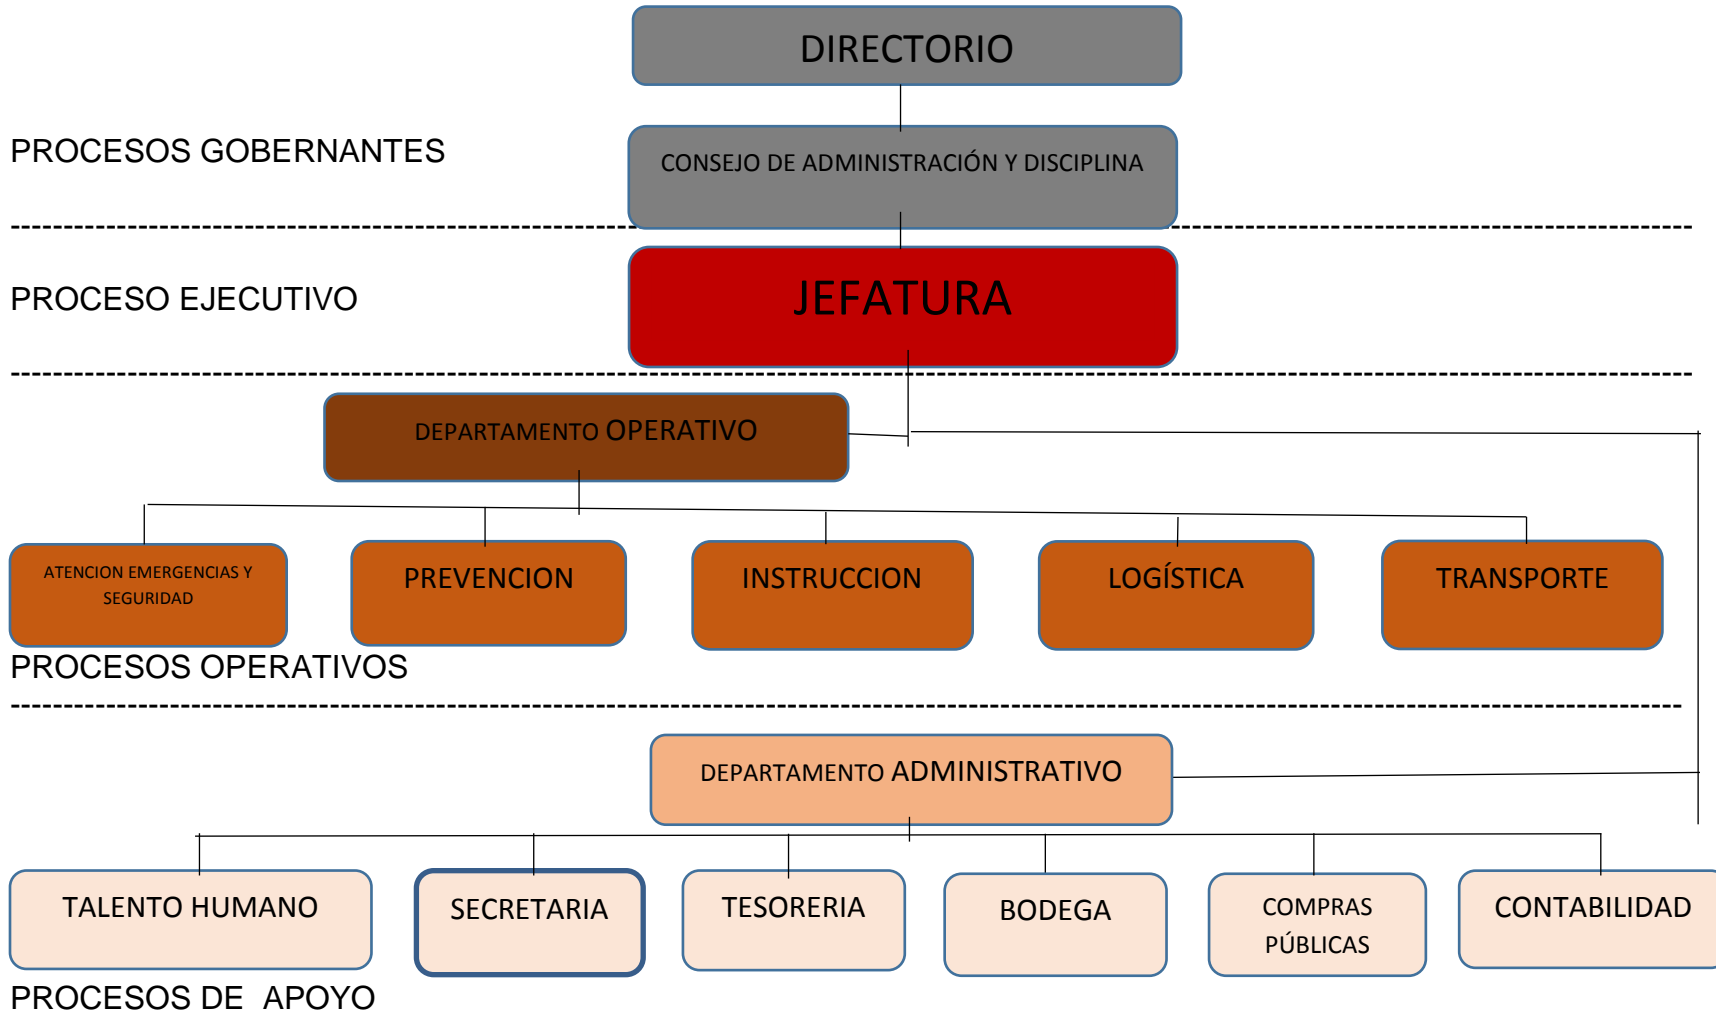 DIRECTORIO
PROCESOS GOBERNANTES
CONSEJO DE ADMINISTRACIÓN Y DISCIPLINA
PROCESO EJECUTIVO
JEFATURA
DEPARTAMENTO OPERATIVO
ATENCION EMERGENCIAS Y
SEGURIDAD
PREVENCION
INSTRUCCION
LOGÍSTICA
TRANSPORTE
PROCESOS OPERATIVOS
DEPARTAMENTO ADMINISTRATIVO
TALENTO HUMANO
SECRETARIA
TESORERIA
BODEGA
COMPRAS
PÚBLICAS
CONTABILIDAD
PROCESOS DE  APOYO